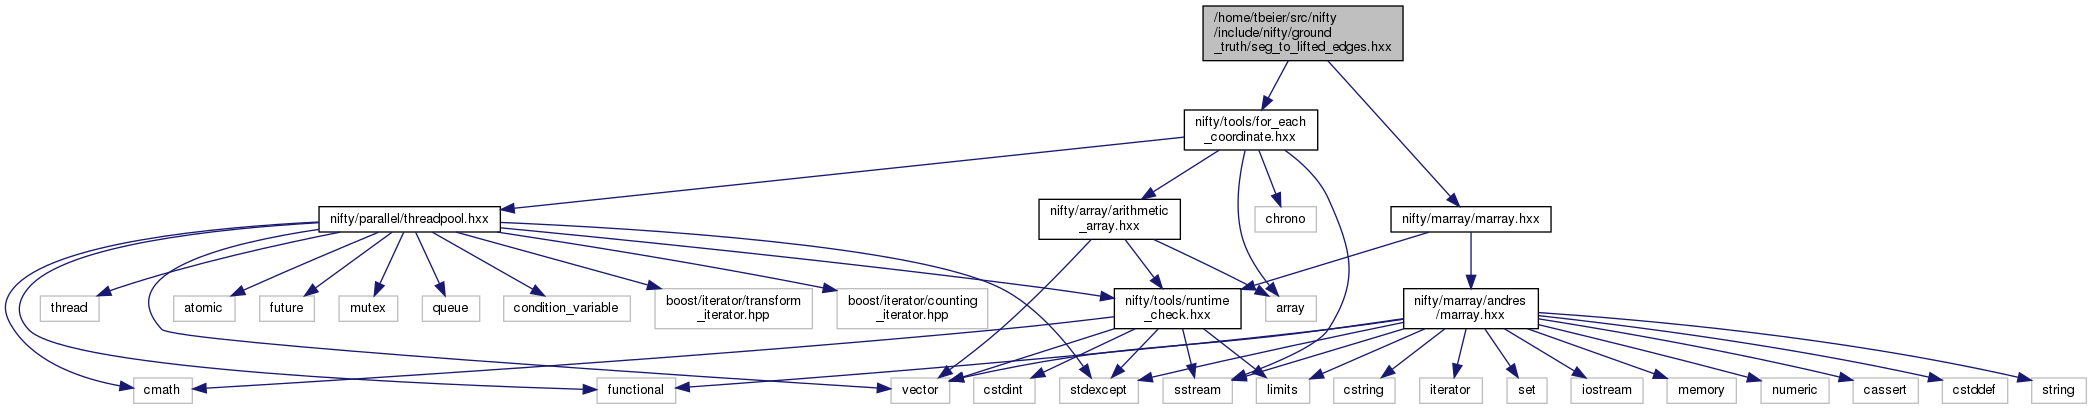 /home/tbeier/src/nifty
/include/nifty/ground
_truth/seg_to_lifted_edges.hxx
nifty/tools/for_each
_coordinate.hxx
nifty/parallel/threadpool.hxx
nifty/array/arithmetic
_array.hxx
chrono
nifty/marray/marray.hxx
thread
atomic
future
mutex
queue
condition_variable
boost/iterator/transform
_iterator.hpp
boost/iterator/counting
_iterator.hpp
nifty/tools/runtime
_check.hxx
array
nifty/marray/andres
/marray.hxx
cmath
functional
vector
cstdint
stdexcept
sstream
limits
cstring
iterator
set
iostream
memory
numeric
cassert
cstddef
string